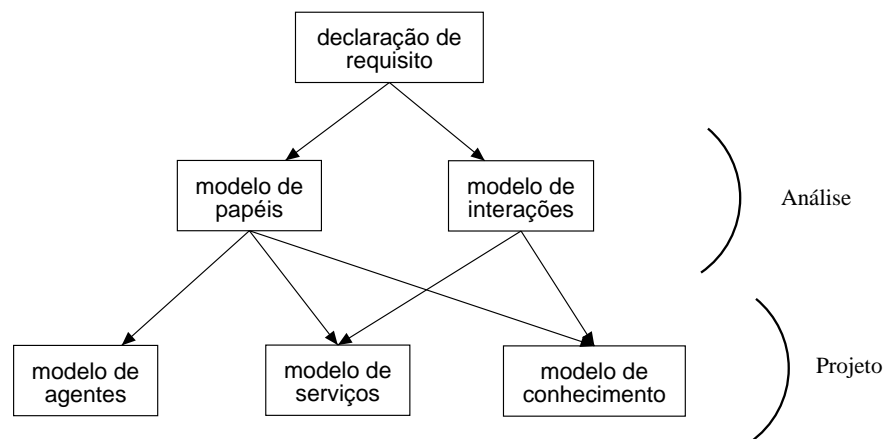 declaração de
requisito
modelo de
papéis
modelo de
interações
Análise
modelo de
agentes
modelo de
serviços
modelo de
conhecimento
Projeto